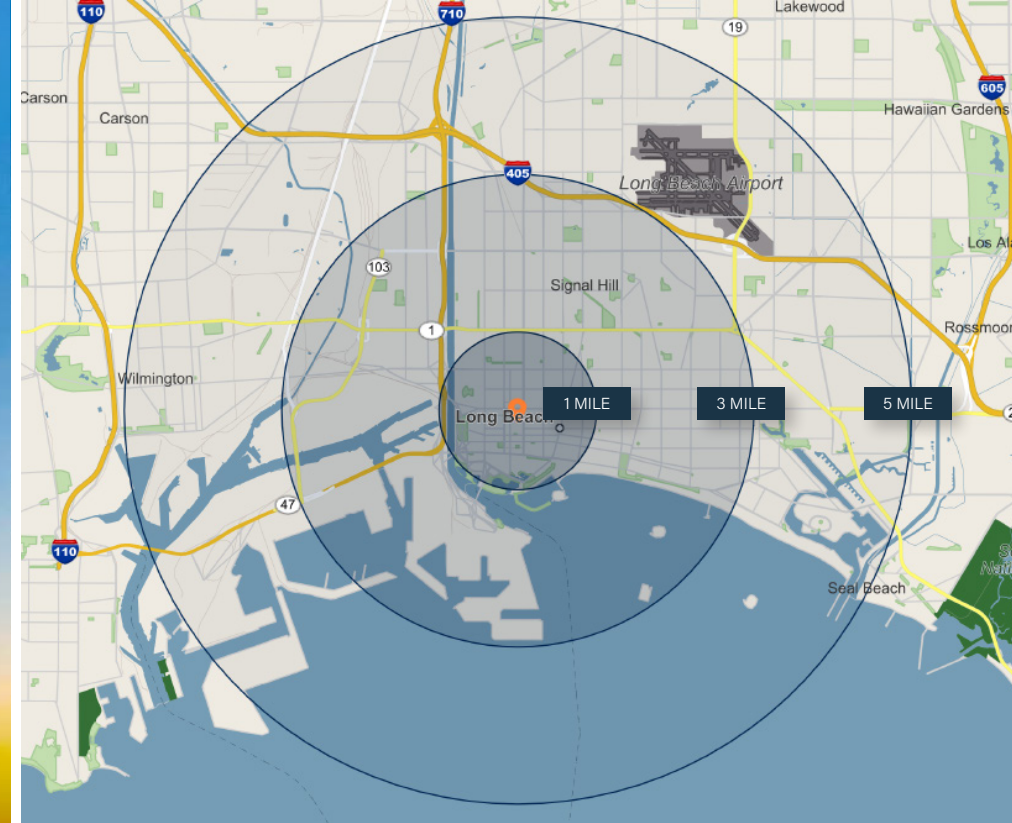 110
710
Lakewood
19
605
Carson
Carson
Hawaiian Gardens
405
Long Beach Airport
Los Al
103
Signal Hill
1
Rossmoor
Wilmington
1 MILE
3 MILE
5 MILE
Long Beach
2
47
110
Seal Beach